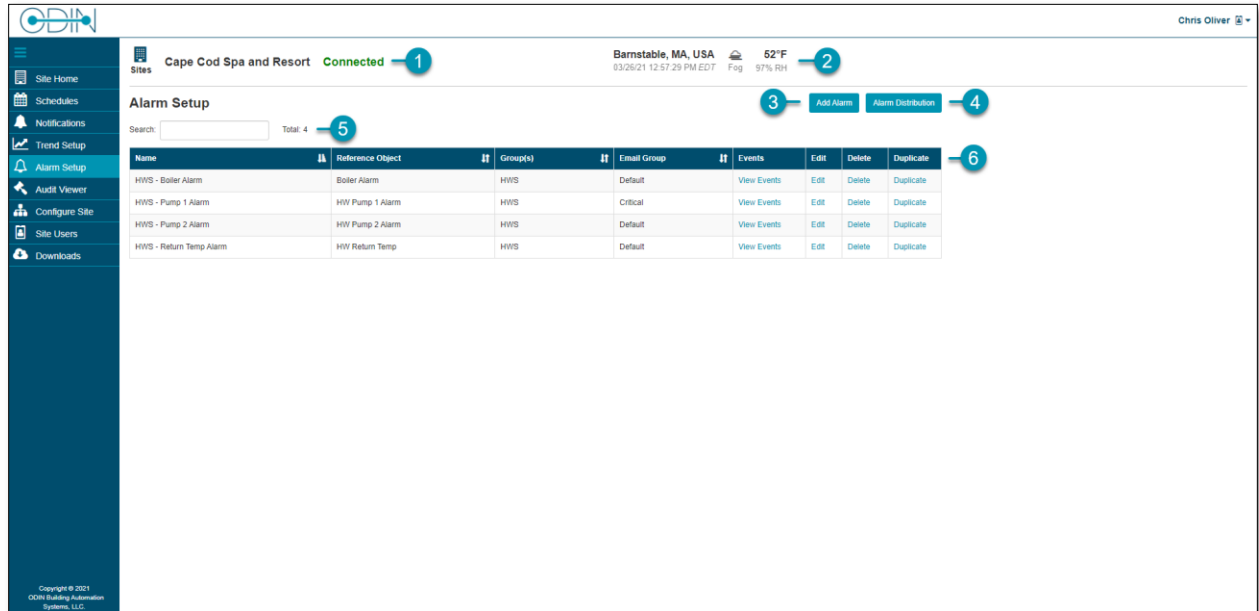 ODIN
Chris Oliver
Sites
Cape Cod Spa and Resort Connected 1
Barnstable, MA, USA 52°F
03/26/21 12:57:29 PM EDT Fog 97% RH
2
Site Home
Schedules
Notifications
Trend Setup
Alarm Setup
Audit Viewer
Configure Site
Site Users
Downloads
Alarm Setup
3 Add Alarm Alarm Distribution 4
Search: Total: 4 5
Name Reference Object Group(s) Email Group Events Edit Delete Duplicate 6
HWS - Boiler Alarm Boiler Alarm HWS Default View Events Edit Delete Duplicate
HWS - Pump 1 Alarm HW Pump 1 Alarm HWS Critical View Events Edit Delete Duplicate
HWS - Pump 2 Alarm HW Pump 2 Alarm HWS Default View Events Edit Delete Duplicate
HWS - Return Temp Alarm HW Return Temp HWS Default View Events Edit Delete Duplicate
Copyright © 2021
ODIN Building Automation
Systems, LLC.